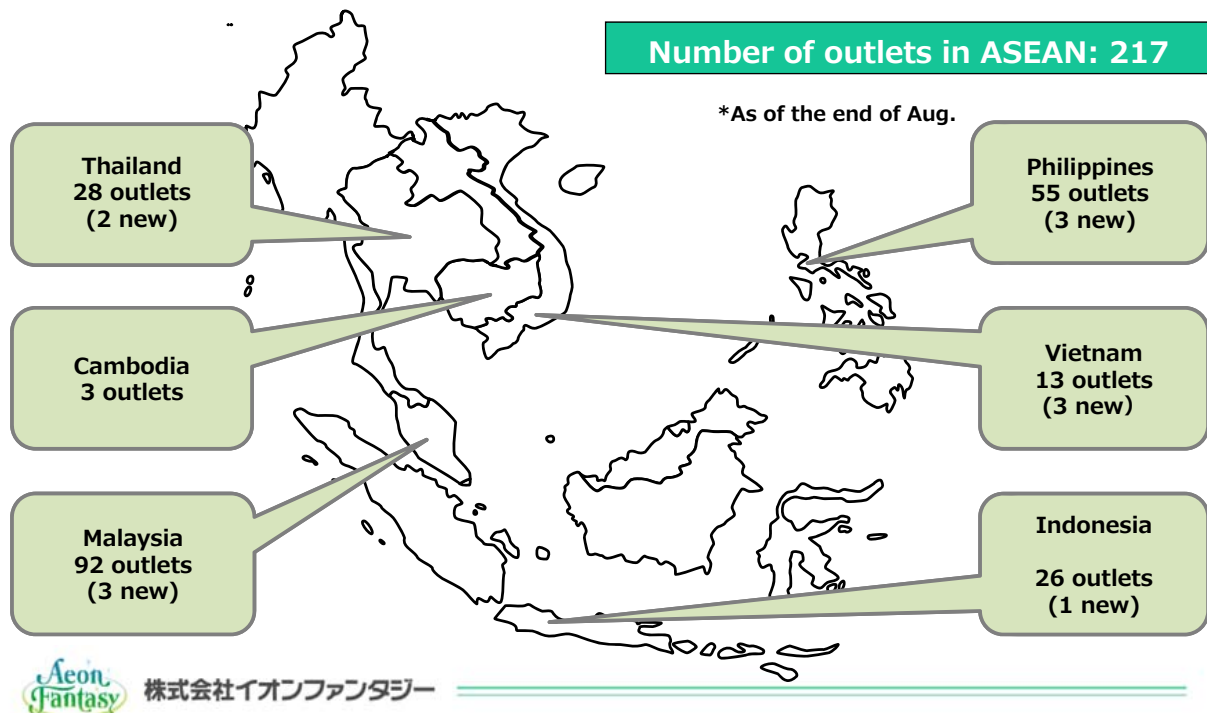 Number of outlets in ASEAN: 217
*As of the end of Aug.
Thailand
28 outlets
(2 new)
Philippines
55 outlets
(3 new)
Cambodia
3 outlets
Vietnam
13 outlets
(3 new）
Malaysia
92 outlets
(3 new)
Indonesia
26 outlets
(1 new)
Aeon
Fantasy
株式会社イオンファンタジー